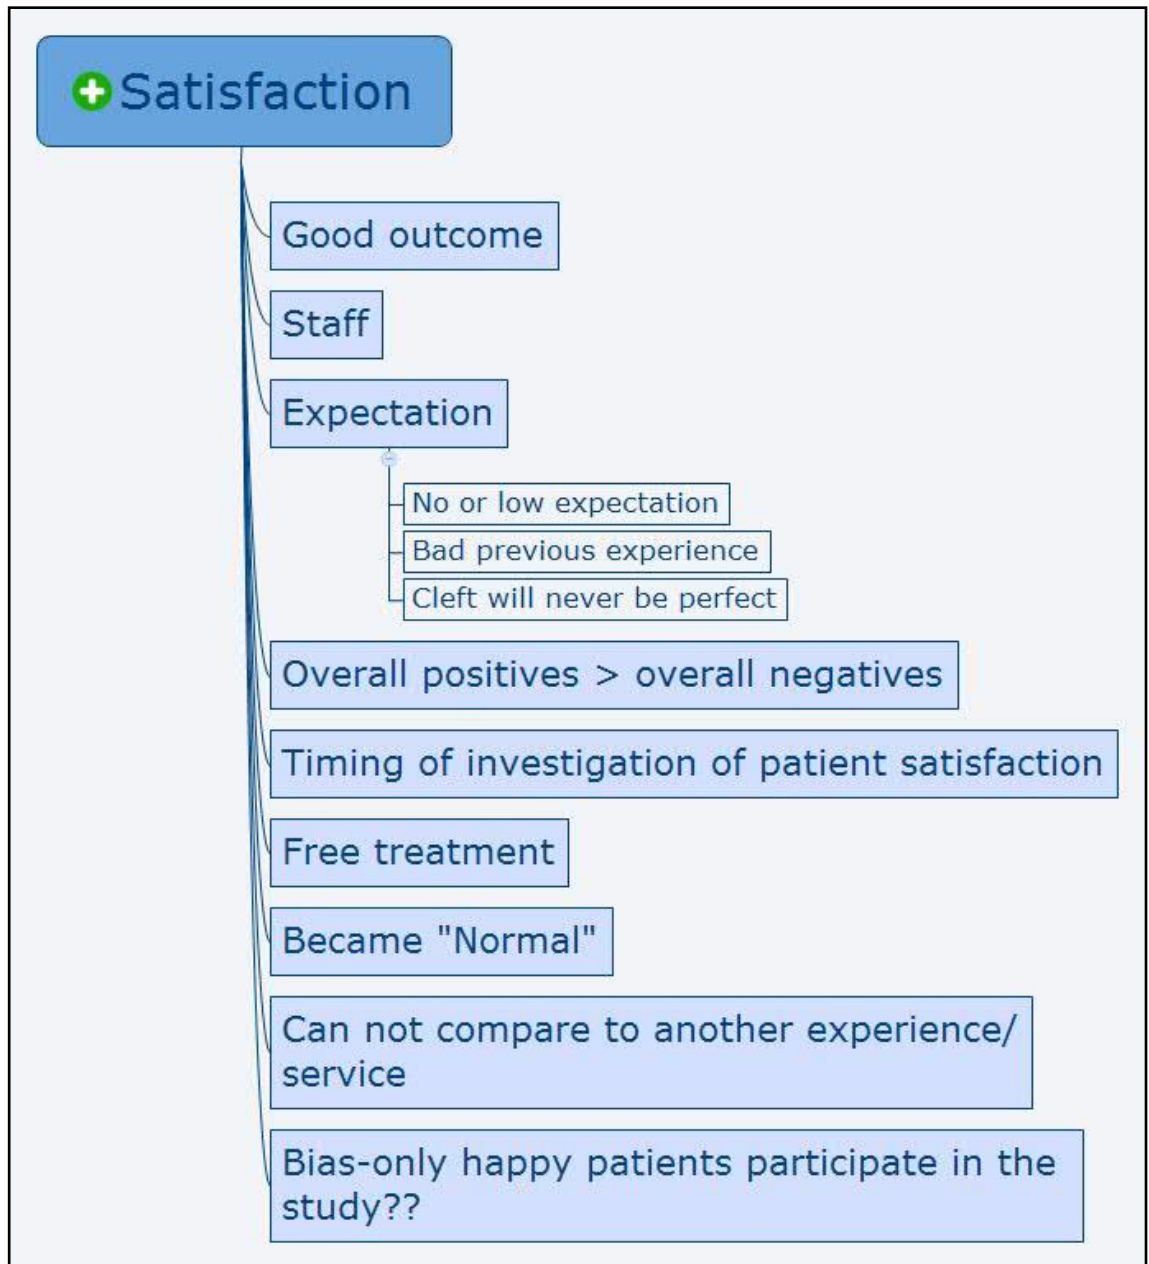 Satisfaction
Good outcome
Staff
Expectation
No or low expectation
Bad previous experience
Cleft will never be perfect
Overall positives > overall negatives
Timing of investigation of patient satisfaction
Free treatment
Became "Normal"
Can not compare to another experience/
service
Bias-only happy patients participate in the
study??